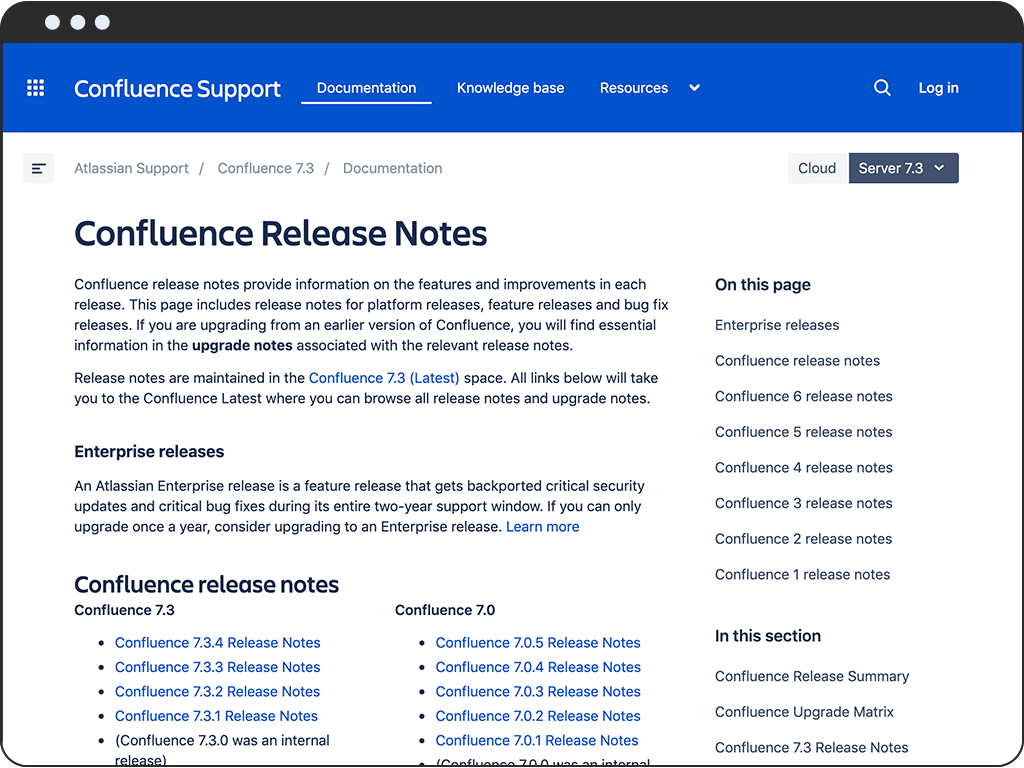 Confluence Support
Documentation
Knowledge base
Resources
Log in
Atlassian Support / Confluence 7.3 / Documentation
Cloud
Server 7.3
Confluence Release Notes
Confluence release notes provide information on the features and improvements in each
release. This page includes release notes for platform releases, feature releases and bug fix
releases. If you are upgrading from an earlier version of Confluence, you will find essential
information in the upgrade notes associated with the relevant release notes.
Release notes are maintained in the Confluence 7.3 (Latest) space. All links below will take
you to the Confluence Latest where you can browse all release notes and upgrade notes.
Enterprise releases
An Atlassian Enterprise release is a feature release that gets backported critical security
updates and critical bug fixes during its entire two-year support window. If you can only
upgrade once a year, consider upgrading to an Enterprise release. Learn more
Confluence release notes
Confluence 7.3
• Confluence 7.3.4 Release Notes
• Confluence 7.3.3 Release Notes
• Confluence 7.3.2 Release Notes
• Confluence 7.3.1 Release Notes
• (Confluence 7.3.0 was an internal
release)
Confluence 7.0
• Confluence 7.0.5 Release Notes
• Confluence 7.0.4 Release Notes
• Confluence 7.0.3 Release Notes
• Confluence 7.0.2 Release Notes
• Confluence 7.0.1 Release Notes
• (Confluence 7.0.0 was an internal
On this page
Enterprise releases
Confluence release notes
Confluence 6 release notes
Confluence 5 release notes
Confluence 4 release notes
Confluence 3 release notes
Confluence 2 release notes
Confluence 1 release notes
In this section
Confluence Release Summary
Confluence Upgrade Matrix
Confluence 7.3 Release Notes